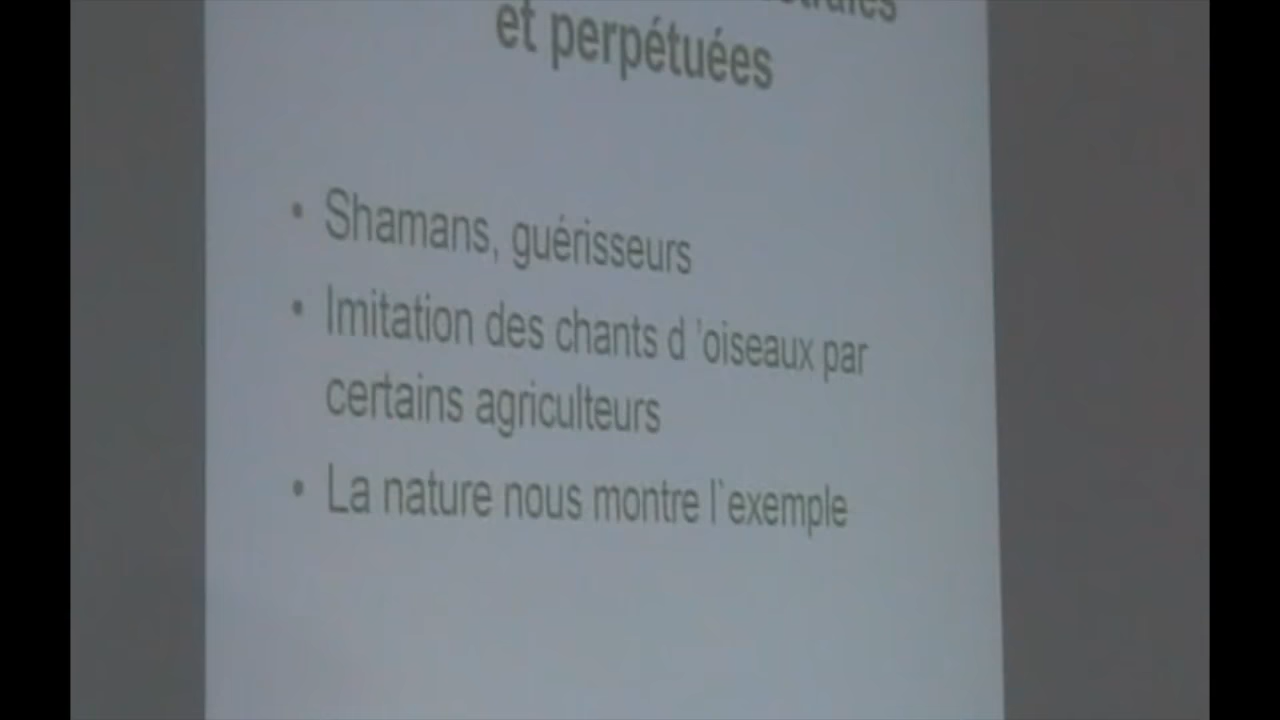 et perpétuées
• Shamans, guérisseurs
• Imitation des chants d ’oiseaux par
certains agriculteurs
• La nature nous montre l`exemple